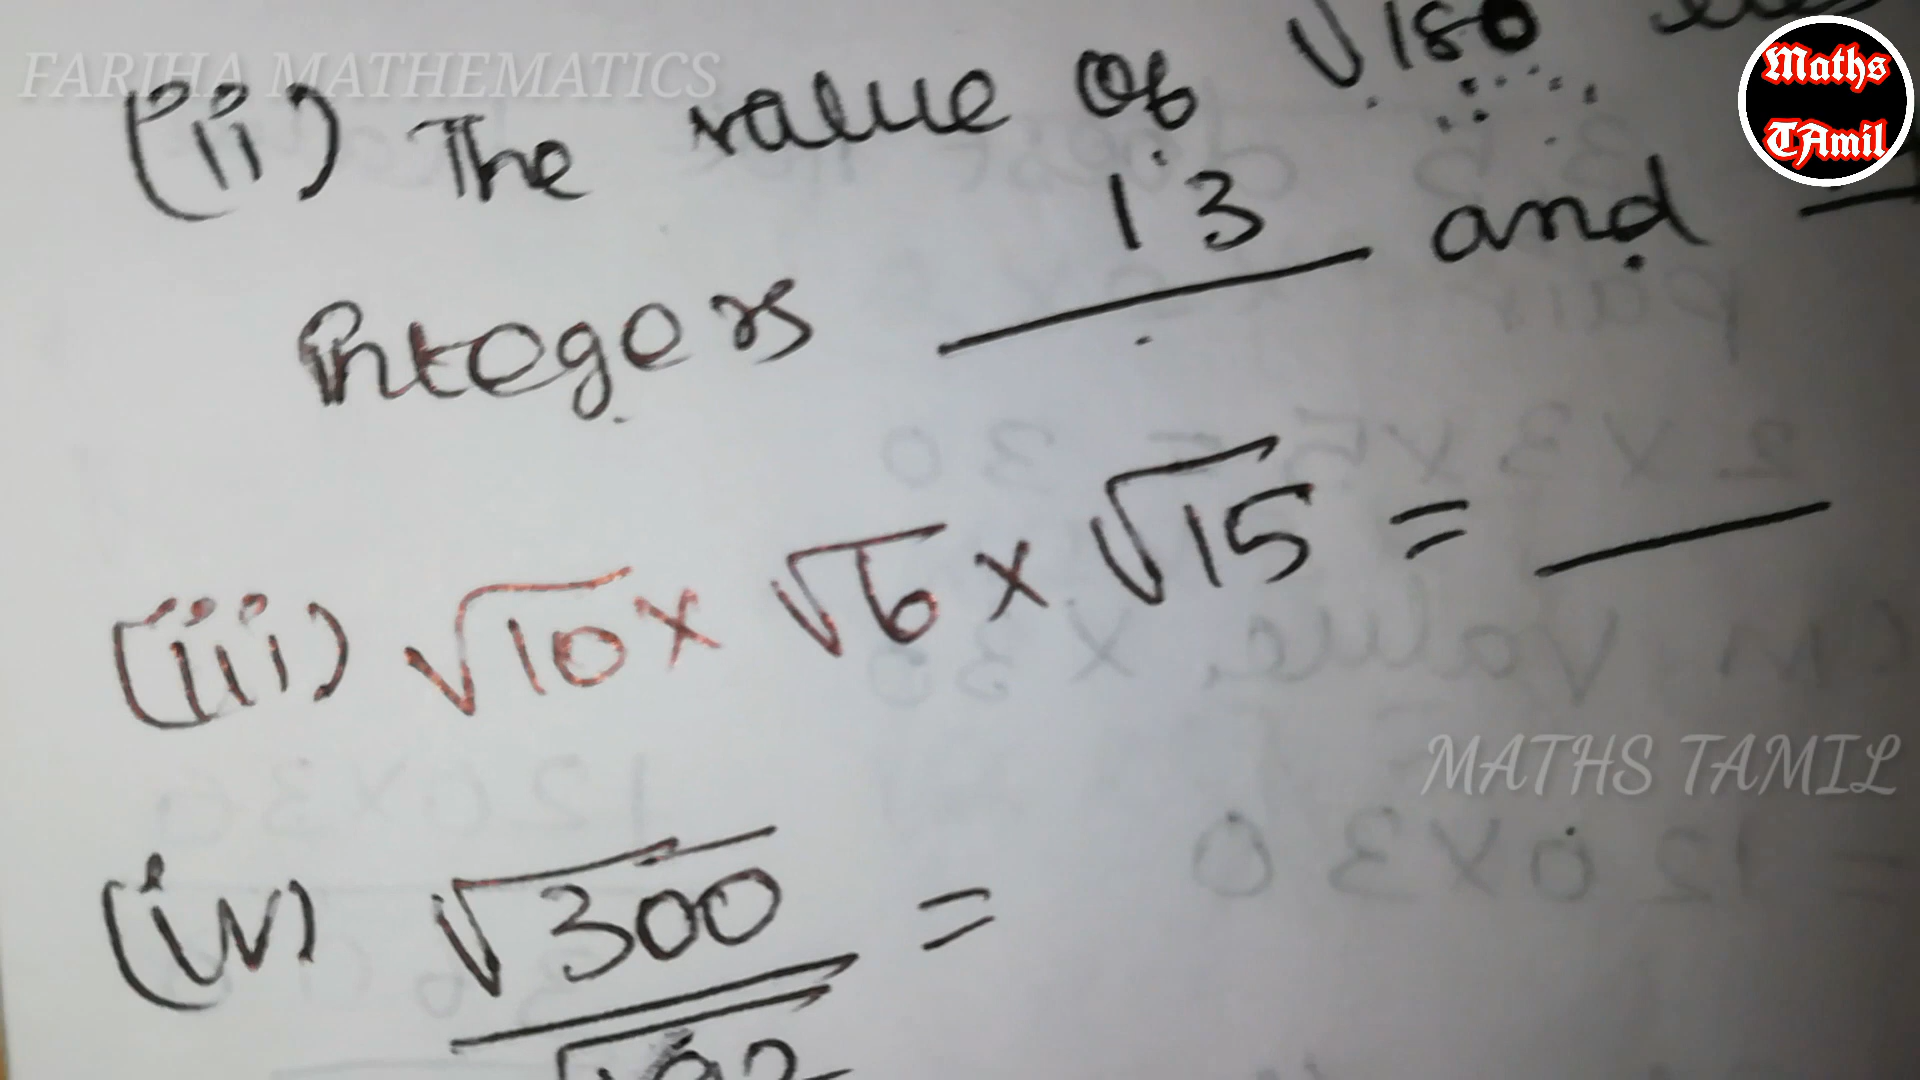 FARIHA MATHEMATICS
Maths
TAmil
(ii) The value of √180
integers 13 and
(iii) √10 × √6 × √15 =
MATHS TAMIL
(iv) √300 =